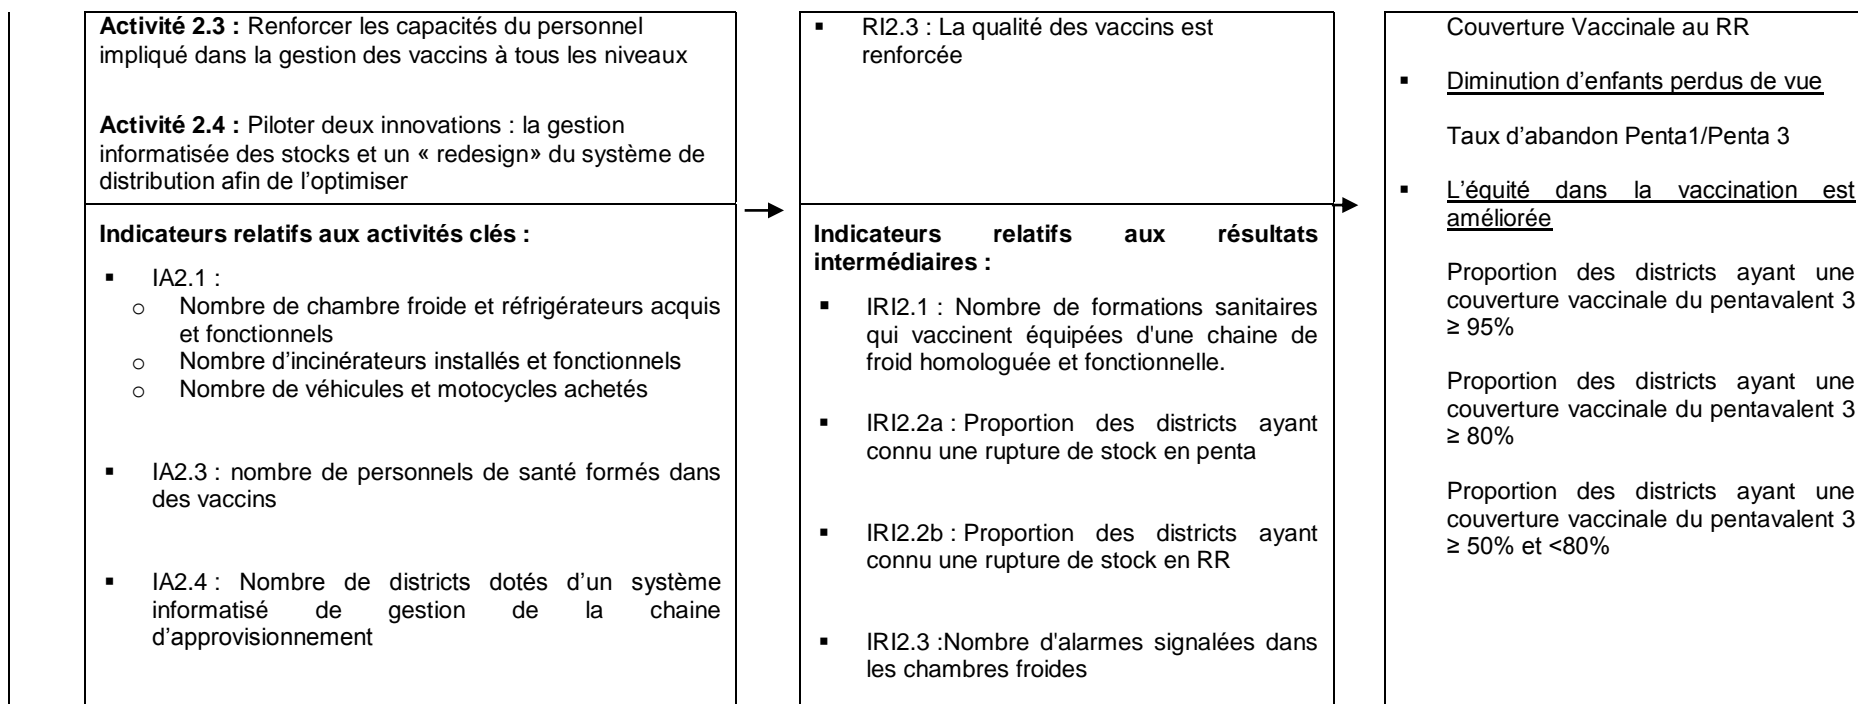 Activité 2.3 : Renforcer les capacités du personnel
impliqué dans la gestion des vaccins à tous les niveaux
Activité 2.4 : Piloter deux innovations : la gestion
informatisée des stocks et un « redesign» du système de
distribution afin de l’optimiser
Indicateurs relatifs aux activités clés :
▪ IA2.1 :
o Nombre de chambre froide et réfrigérateurs acquis
et fonctionnels
o Nombre d’incinérateurs installés et fonctionnels
o Nombre de véhicules et motocycles achetés
▪ IA2.3 : nombre de personnels de santé formés dans
des vaccins
▪ IA2.4 : Nombre de districts dotés d’un système
informatisé de gestion de la chaine
d’approvisionnement
▪ RI2.3 : La qualité des vaccins est
renforcée
Indicateurs relatifs aux résultats
intermédiaires :
▪ IRI2.1 : Nombre de formations sanitaires
qui vaccinent équipées d'une chaine de
froid homologuée et fonctionnelle.
▪ IRI2.2a : Proportion des districts ayant
connu une rupture de stock en penta
▪ IRI2.2b : Proportion des districts ayant
connu une rupture de stock en RR
▪ IRI2.3 :Nombre d'alarmes signalées dans
les chambres froides
Couverture Vaccinale au RR
▪ Diminution d’enfants perdus de vue
Taux d’abandon Penta1/Penta 3
▪ L’équité dans la vaccination est
améliorée
Proportion des districts ayant une
couverture vaccinale du pentavalent 3
≥ 95%
Proportion des districts ayant une
couverture vaccinale du pentavalent 3
≥ 80%
Proportion des districts ayant une
couverture vaccinale du pentavalent 3
≥ 50% et <80%